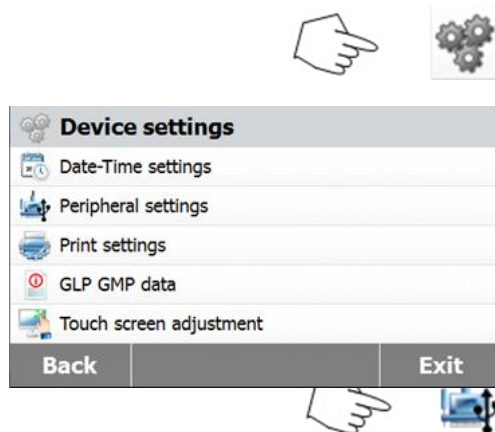 Device settings
Date-Time settings
Peripheral settings
Print settings
GLP GMP data
Touch screen adjustment
Back Exit